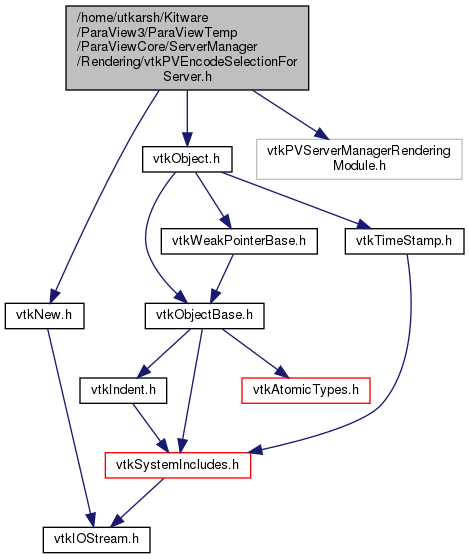 /home/utkarsh/Kitware
/ParaView3/ParaViewTemp
/ParaViewCore/ServerManager
/Rendering/vtkPVEncodeSelectionFor
Server.h
vtkObject.h
vtkPVServerManagerRendering
Module.h
vtkWeakPointerBase.h
vtkTimeStamp.h
vtkNew.h
vtkObjectBase.h
vtkIndent.h
vtkAtomicTypes.h
vtkSystemIncludes.h
vtkIOStream.h